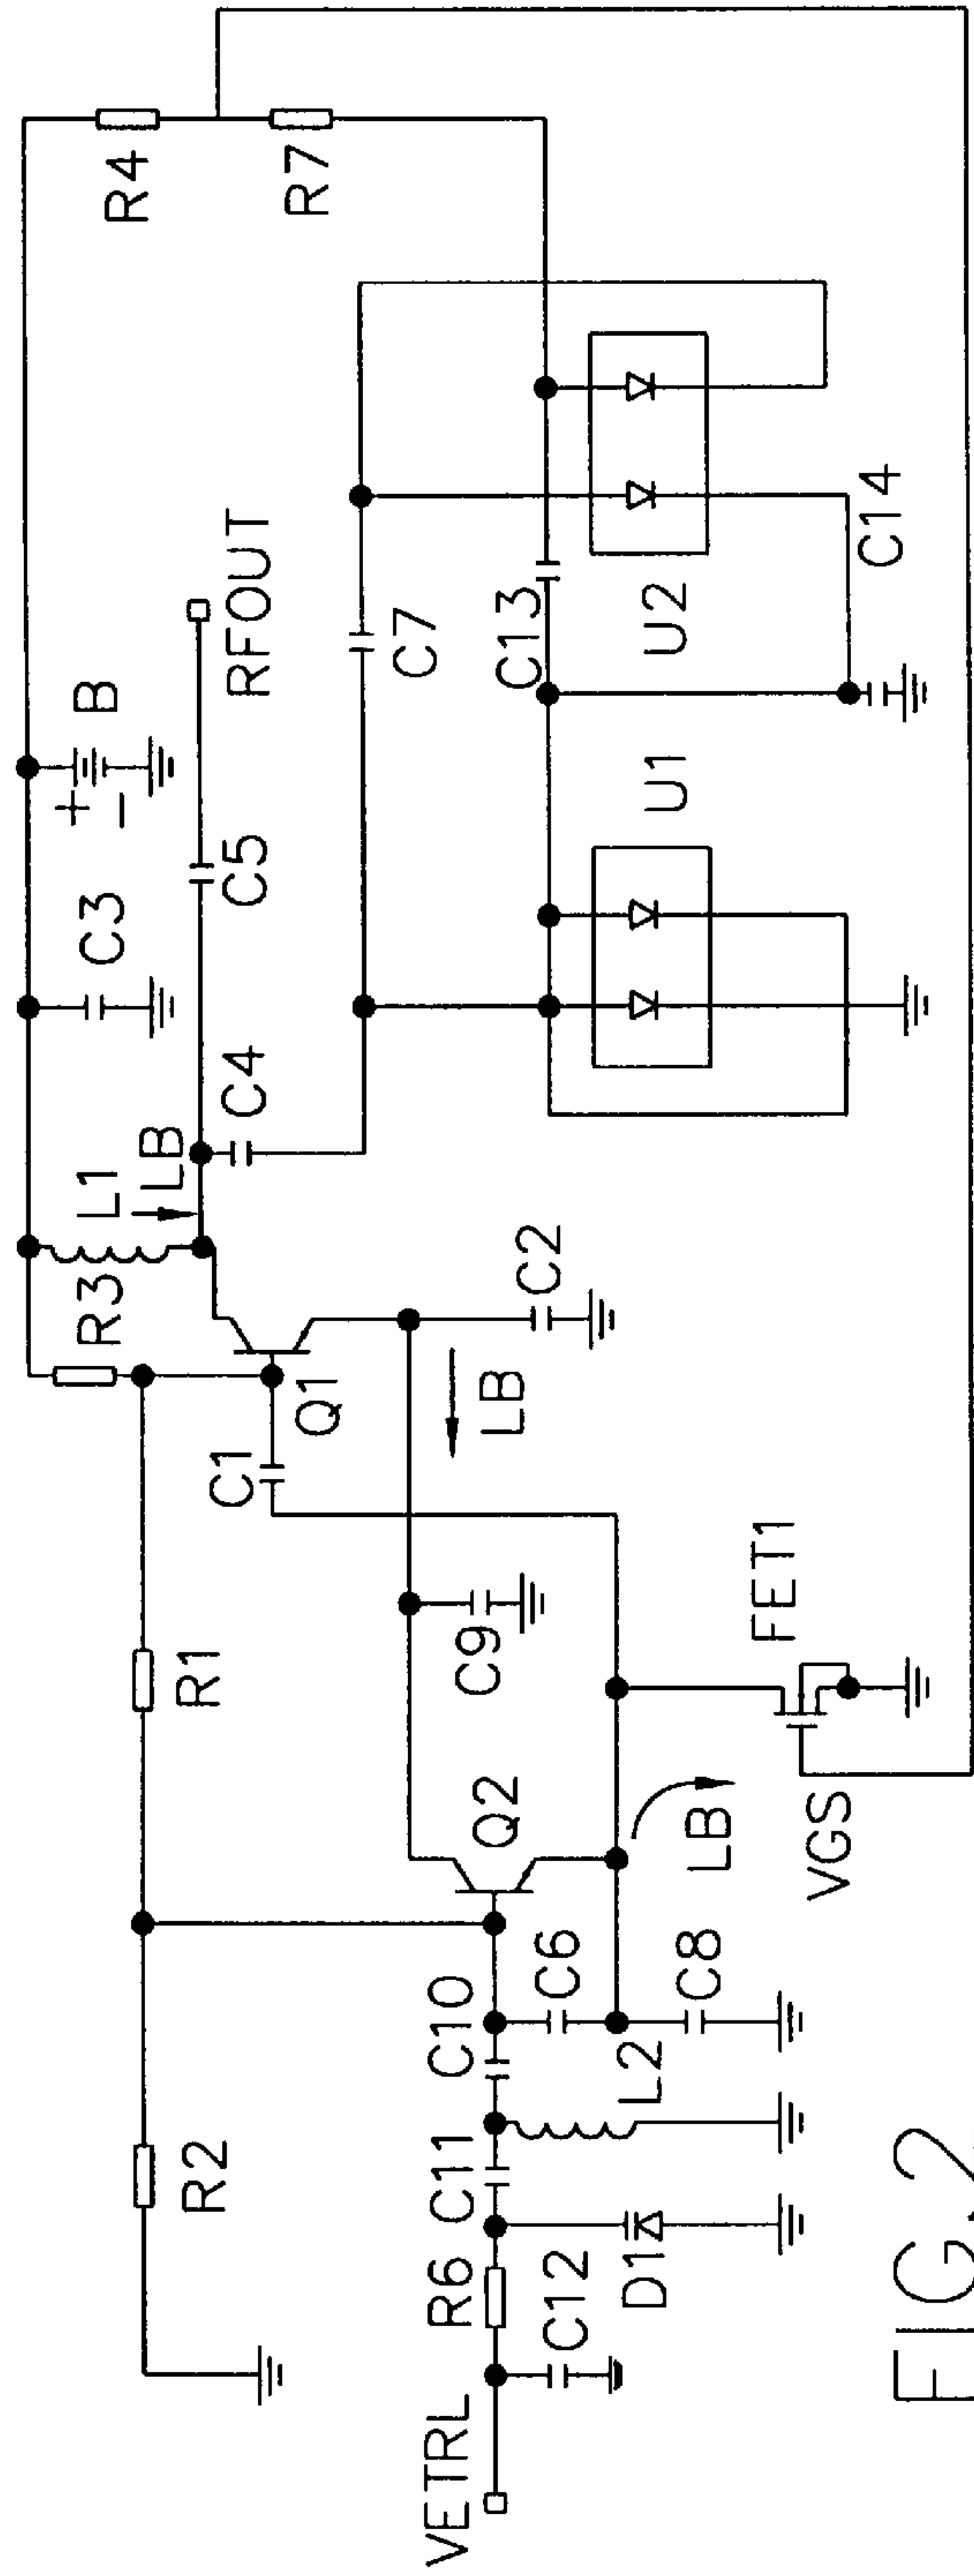 R4
R7
B
+
−
RFOUT
C3
C5
C7
C13
U2
C14
U1
L1
LB
C4
R3
Q1
C1
C2
LB
R1
C9
FET1
Q2
LB
VGS
R2
C10
C6
C8
L2
C11
R6
C12
D1
VETRL
FIG.2